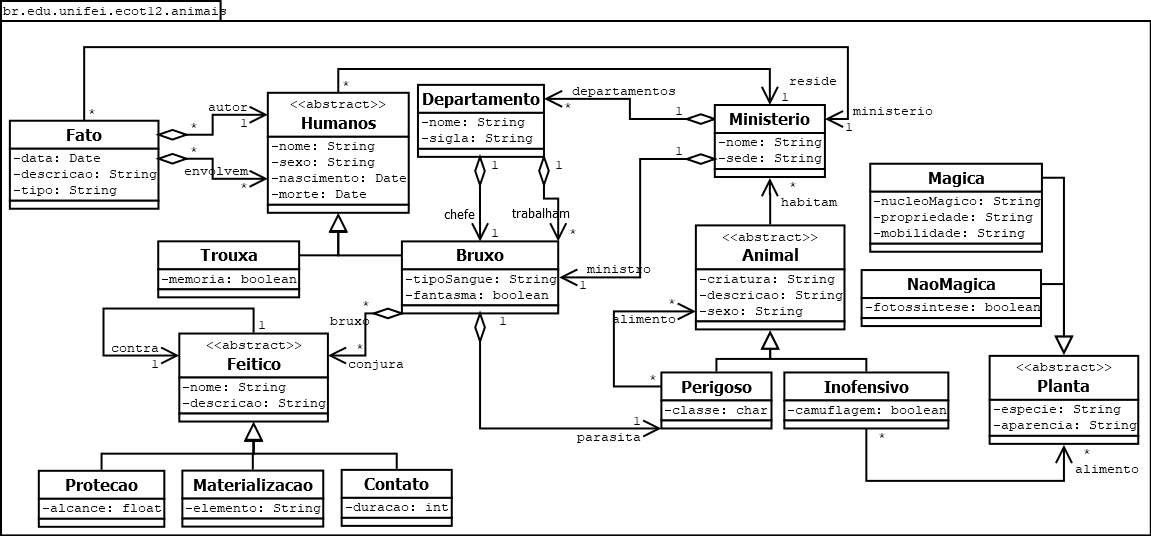 br.edu.unifei.ecot12.animais
Fato
-data: Date
-descricao: String
-tipo: String
*
*
autor
1
*
envolvem
*
<<abstract>>
Humanos
-nome: String
-sexo: String
-nascimento: Date
-morte: Date
*
reside
1
Departamento
-nome: String
-sigla: String
departamentos
*
1
Ministerio
-nome: String
-sede: String
ministerio
1
1
ministro
1
1
chefe
1
1
trabalham
*
Trouxa
-memoria: boolean
Bruxo
-tipoSangue: String
-fantasma: boolean
*
bruxo
*
conjura
1
parasita
1
contra
1
1
<<abstract>>
Feitico
-nome: String
-descricao: String
Protecao
-alcance: float
Materializacao
-elemento: String
Contato
-duracao: int
*
habitam
<<abstract>>
Animal
-criatura: String
-descricao: String
-sexo: String
*
alimento
*
Perigoso
-classe: char
Inofensivo
-camuflagem: boolean
*
Magica
-nucleoMagico: String
-propriedade: String
-mobilidade: String
NaoMagica
-fotossintese: boolean
<<abstract>>
Planta
-especie: String
-aparencia: String
*
alimento